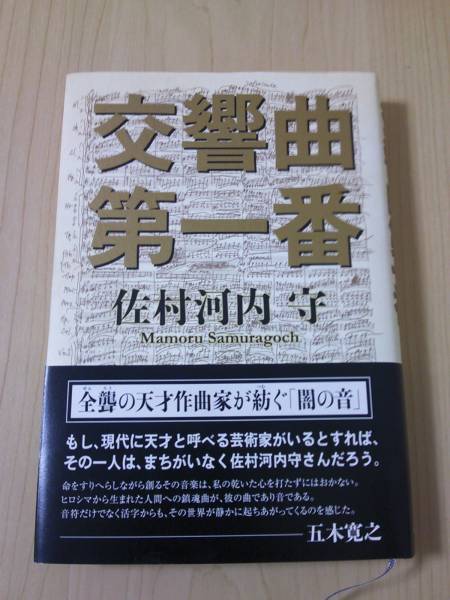 交響曲
第一番
佐村河内 守
Mamoru Samuragoch
全聾の天才作曲家が紡ぐ「闇の音」
もし、現代に天才と呼べる芸術家がいるとすれば、
その一人は、まちがいなく佐村河内守さんだろう。
命をすりへらしながら創るその音楽は、私の乾いた心を打たずにはおかない。
ヒロシマから生まれた人間への鎮魂曲が、彼の曲であり音である。
音符だけでなく活字からも、その世界が静かに起ちあがってくるのを感じた。
五木寛之